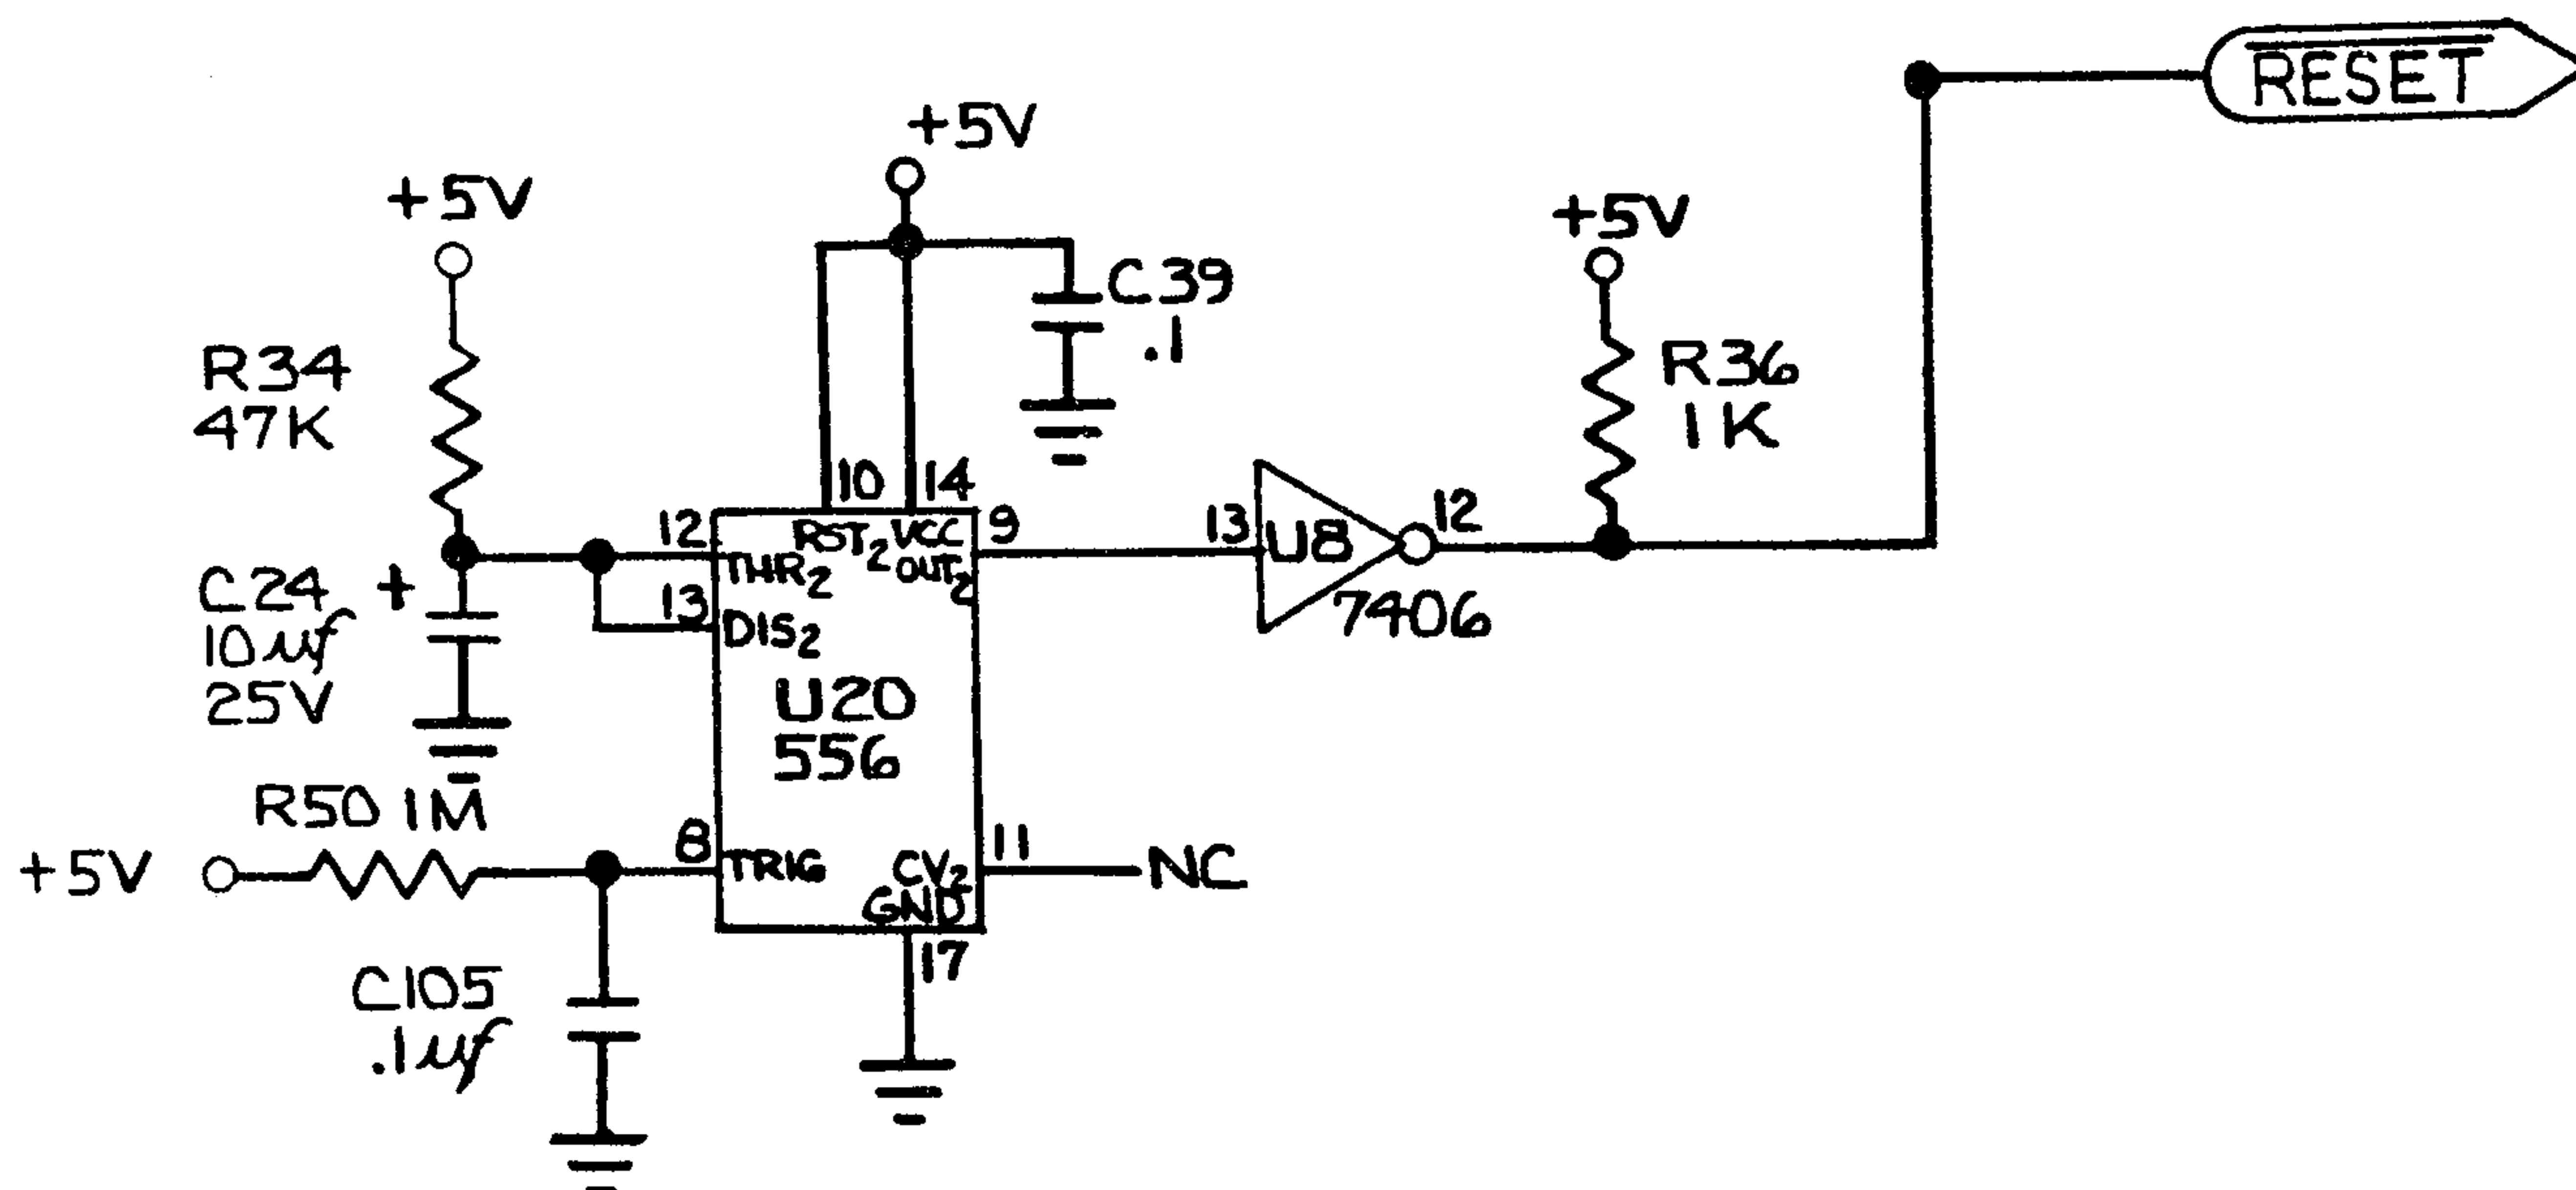 RESET
+5V
+5V
+5V
C39
.1
R34
47K
R36
1K
10
14
12
RST2
VCC
9
13
U8
12
THR2
OUT2
7406
C24
+
10µf
25V
13
DIS2
U20
556
R50 1M
+5V
8
TRIG
CV2
11
NC
GND
17
C105
.1µf